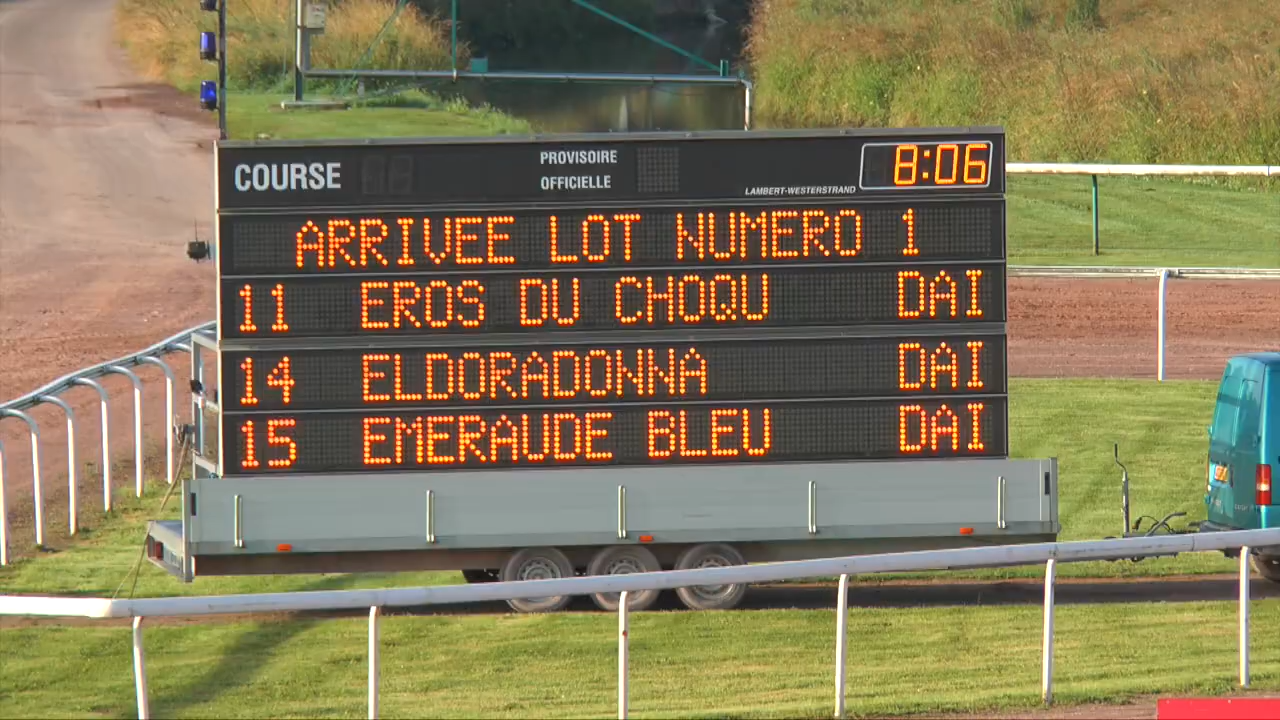 COURSE PROVISOIRE 8:06
OFFICIELLE
LAMBERT-WESTERSTRAND
ARRIVEE LOT NUMERO 1
11 EROS DU CHOQU DAI
14 ELDORADONNA DAI
15 EMERAUDE BLEU DAI